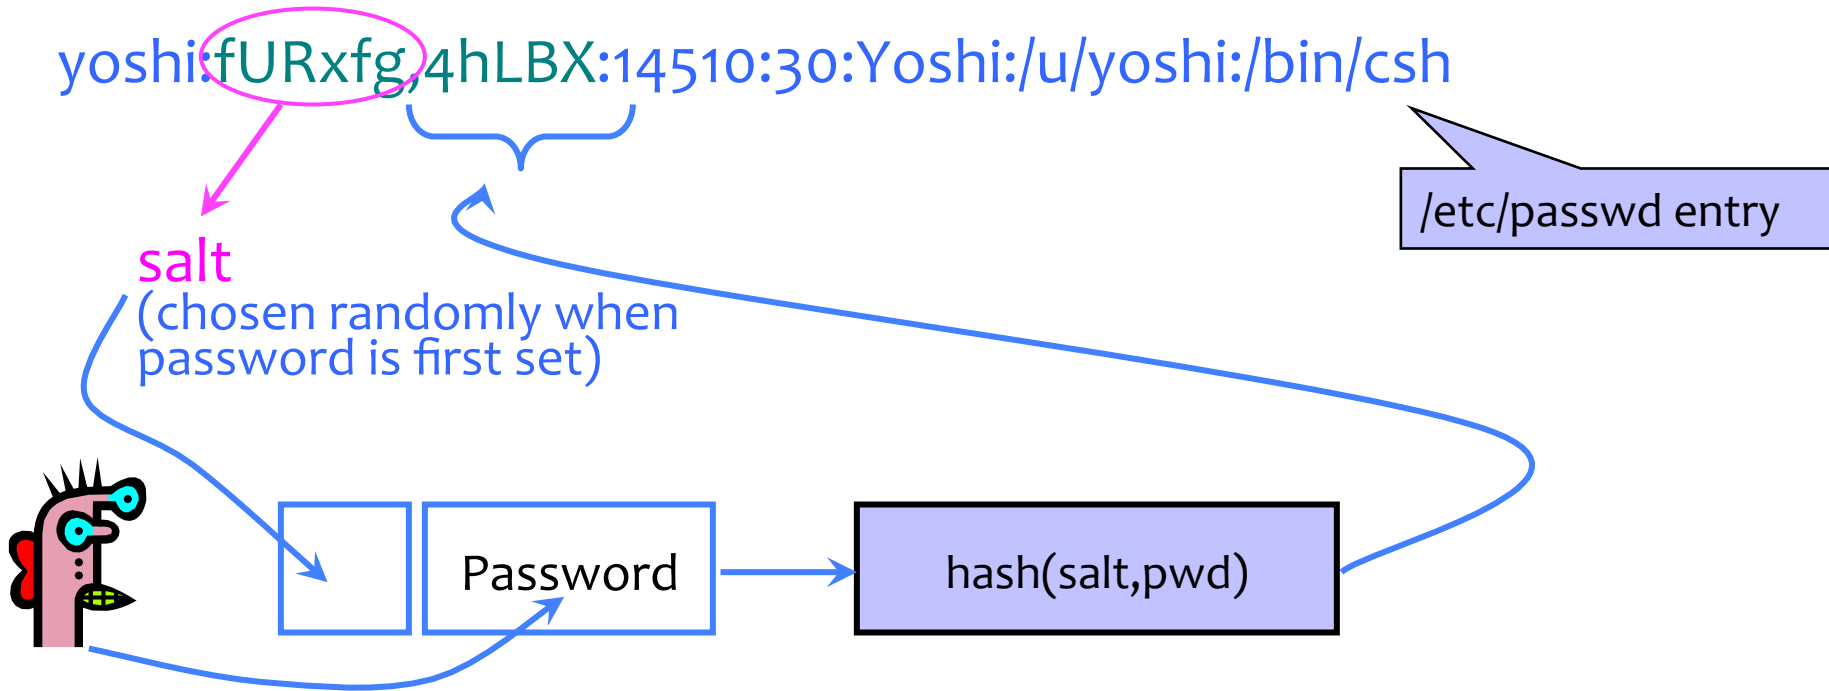 yoshi:fURxfg,4hLBX:14510:30:Yoshi:/u/yoshi:/bin/csh
/etc/passwd entry
salt
(chosen randomly when
password is first set)
Password
hash(salt,pwd)